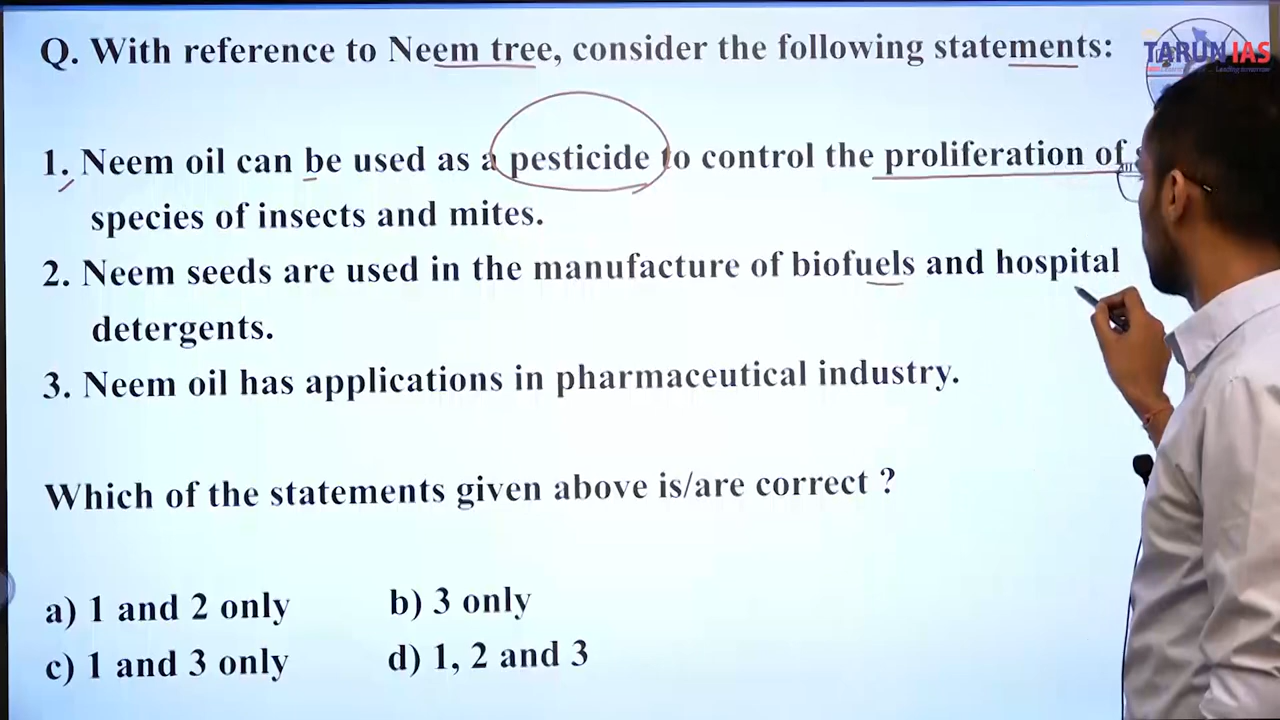 Q. With reference to Neem tree, consider the following statements:
TARUN IAS
1. Neem oil can be used as a pesticide to control the proliferation of
species of insects and mites.
2. Neem seeds are used in the manufacture of biofuels and hospital
detergents.
3. Neem oil has applications in pharmaceutical industry.
Which of the statements given above is/are correct ?
a) 1 and 2 only b) 3 only
c) 1 and 3 only d) 1, 2 and 3